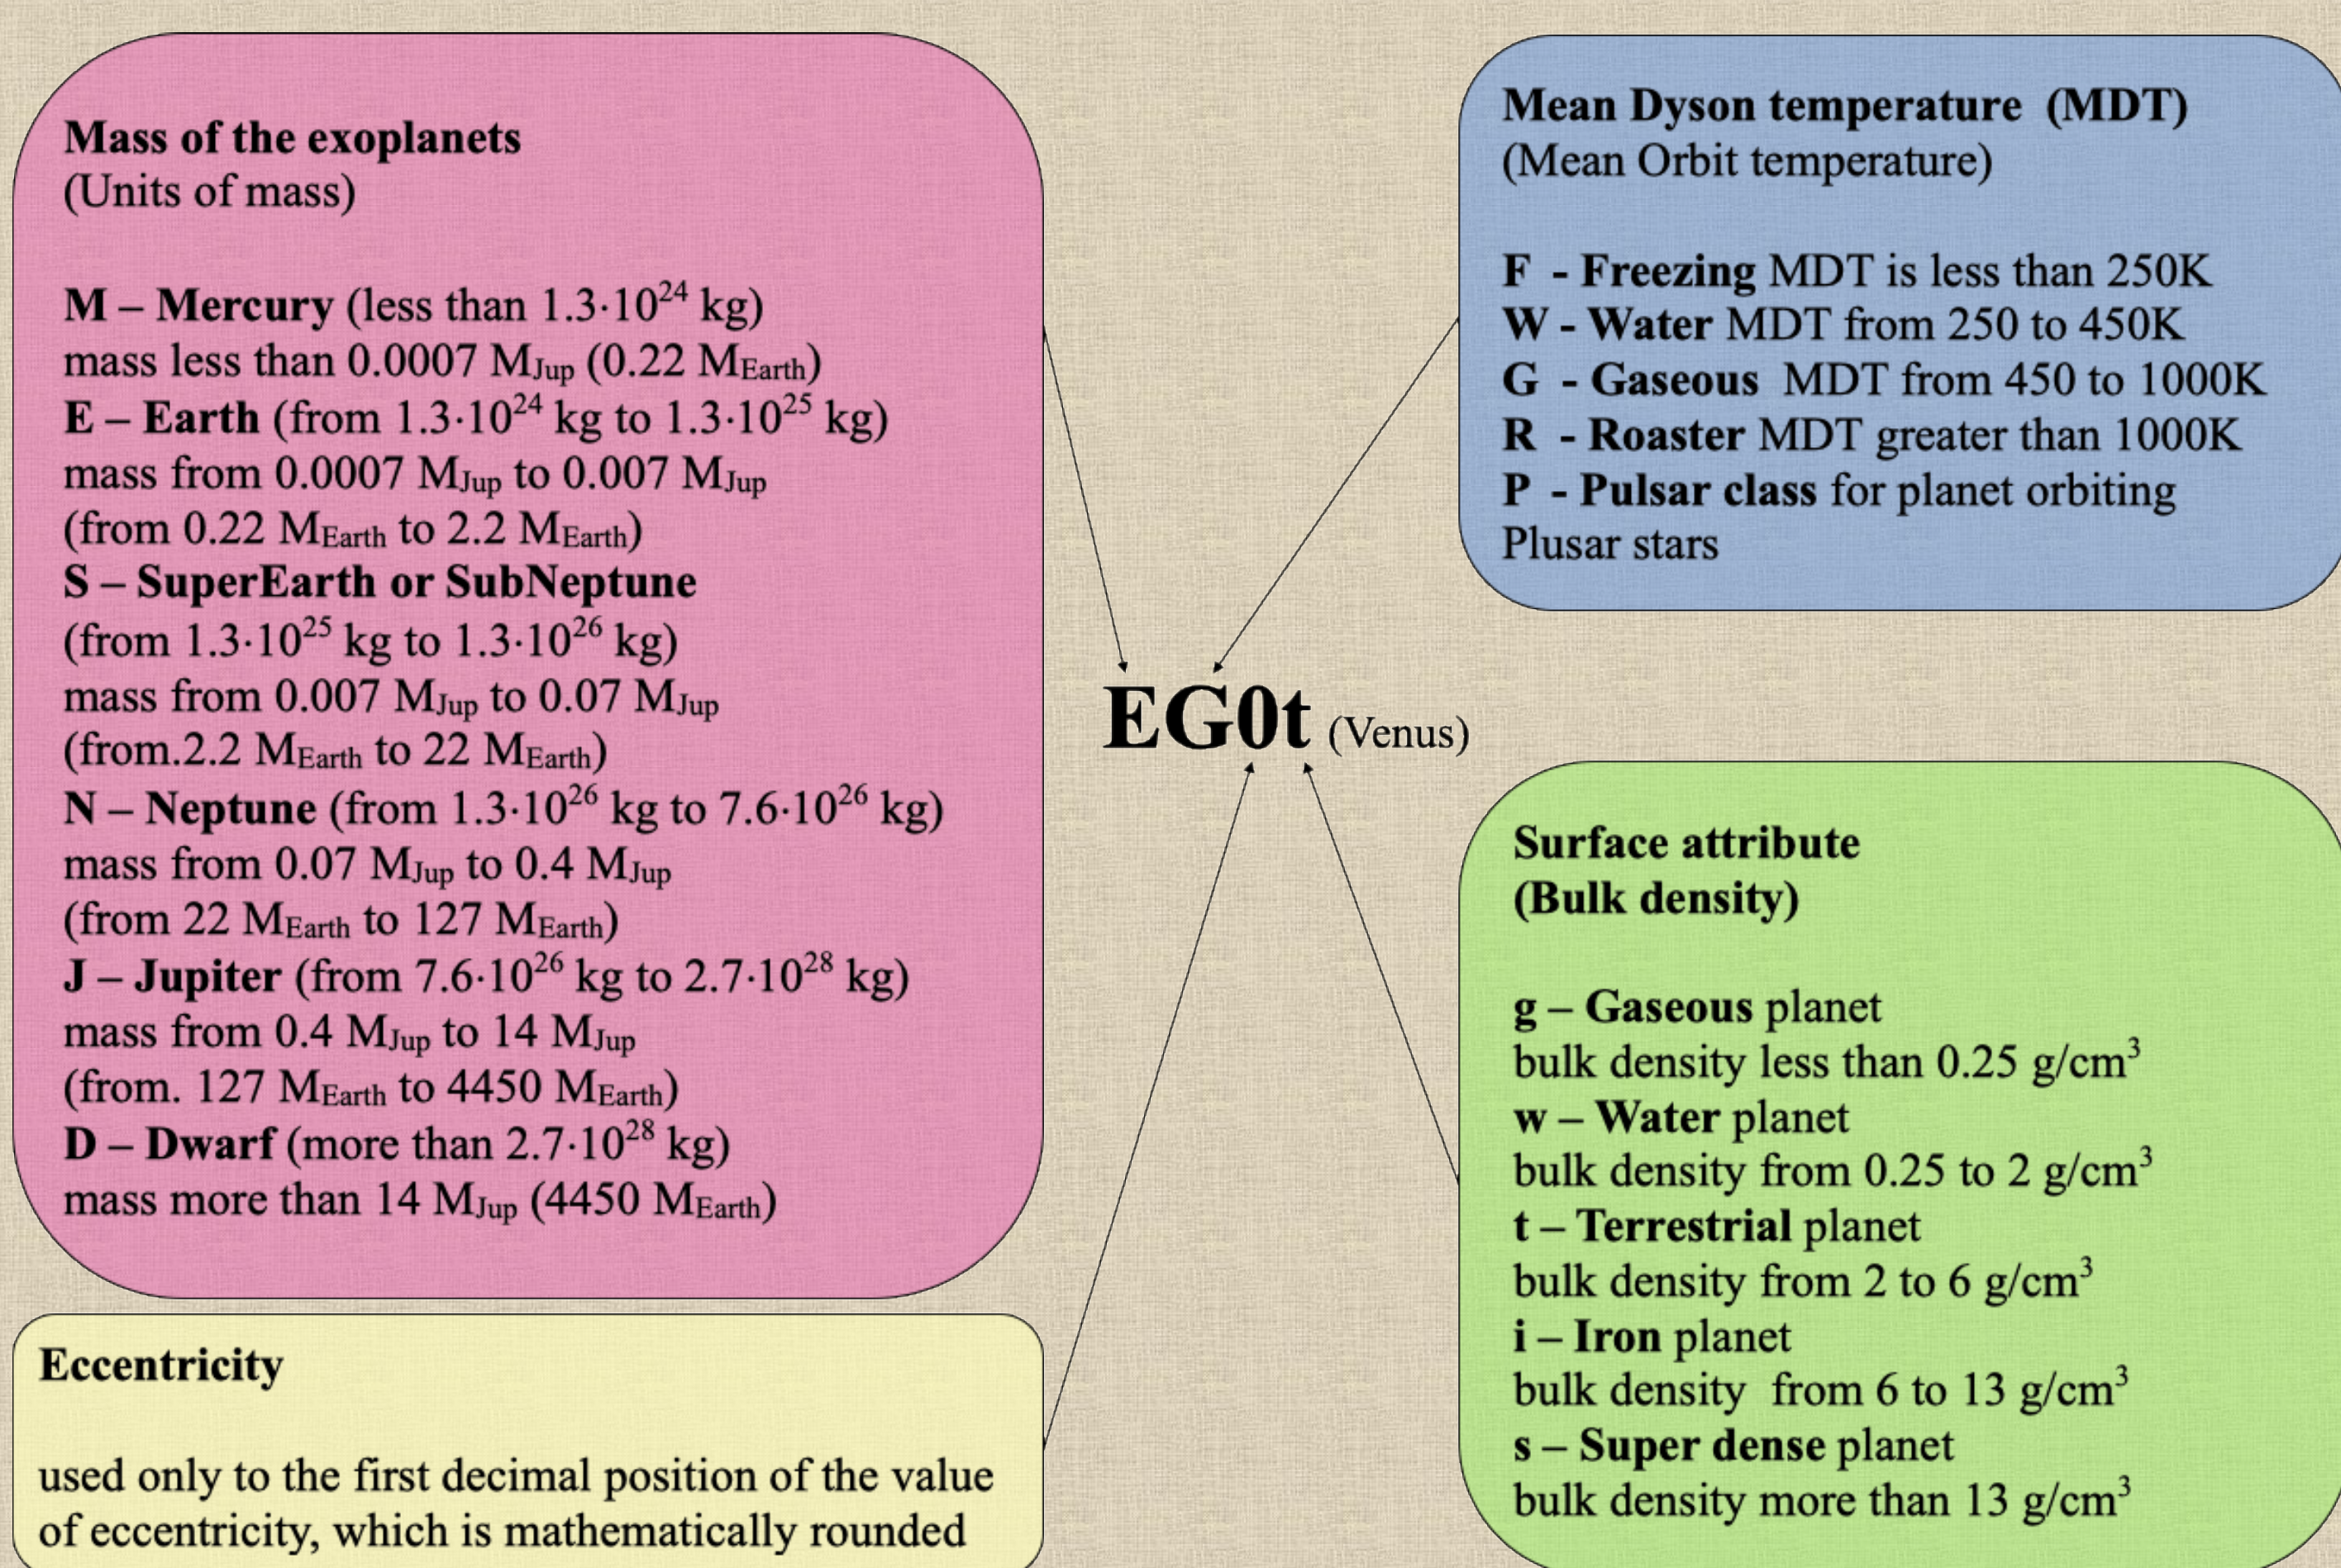 Mass of the exoplanets
(Units of mass)
M – Mercury (less than 1.3·10²⁴ kg)
mass less than 0.0007 MJup (0.22 MEarth)
E – Earth (from 1.3·10²⁴ kg to 1.3·10²⁵ kg)
mass from 0.0007 MJup to 0.007 MJup
(from 0.22 MEarth to 2.2 MEarth)
S – SuperEarth or SubNeptune
(from 1.3·10²⁵ kg to 1.3·10²⁶ kg)
mass from 0.007 MJup to 0.07 MJup
(from.2.2 MEarth to 22 MEarth)
N – Neptune (from 1.3·10²⁶ kg to 7.6·10²⁶ kg)
mass from 0.07 MJup to 0.4 MJup
(from 22 MEarth to 127 MEarth)
J – Jupiter (from 7.6·10²⁶ kg to 2.7·10²⁸ kg)
mass from 0.4 MJup to 14 MJup
(from. 127 MEarth to 4450 MEarth)
D – Dwarf (more than 2.7·10²⁸ kg)
mass more than 14 MJup (4450 MEarth)
Eccentricity
used only to the first decimal position of the value
of eccentricity, which is mathematically rounded
EG0t (Venus)
Mean Dyson temperature (MDT)
(Mean Orbit temperature)
F - Freezing MDT is less than 250K
W - Water MDT from 250 to 450K
G - Gaseous MDT from 450 to 1000K
R - Roaster MDT greater than 1000K
P - Pulsar class for planet orbiting
Plusar stars
Surface attribute
(Bulk density)
g – Gaseous planet
bulk density less than 0.25 g/cm³
w – Water planet
bulk density from 0.25 to 2 g/cm³
t – Terrestrial planet
bulk density from 2 to 6 g/cm³
i – Iron planet
bulk density from 6 to 13 g/cm³
s – Super dense planet
bulk density more than 13 g/cm³